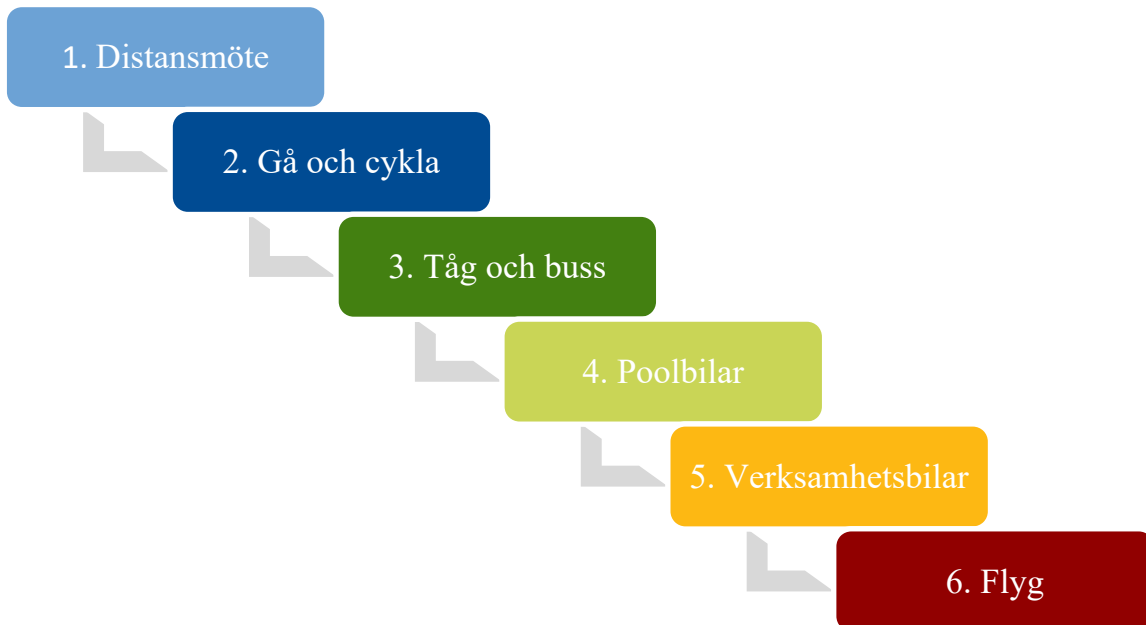 1. Distansmöte
2. Gå och cykla
3. Tåg och buss
4. Poolbilar
5. Verksamhetsbilar
6. Flyg